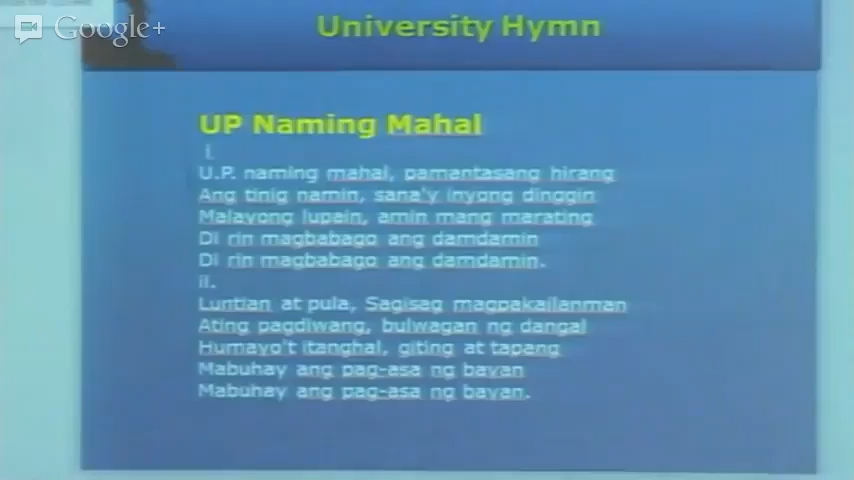 Google+
University Hymn
UP Naming Mahal
i.
U.P. naming mahal, pamantasang hirang
Ang tinig namin, sana'y inyong dinggin
Malayong lupain, amin mang marating
Di rin magbabago ang damdamin
Di rin magbabago ang damdamin.
ii.
Luntian at pula, Sagisag magpakailanman
Ating pagdiwang, bulwagan ng dangal
Humayo't itanghal, giting at tapang
Mabuhay ang pag-asa ng bayan
Mabuhay ang pag-asa ng bayan.